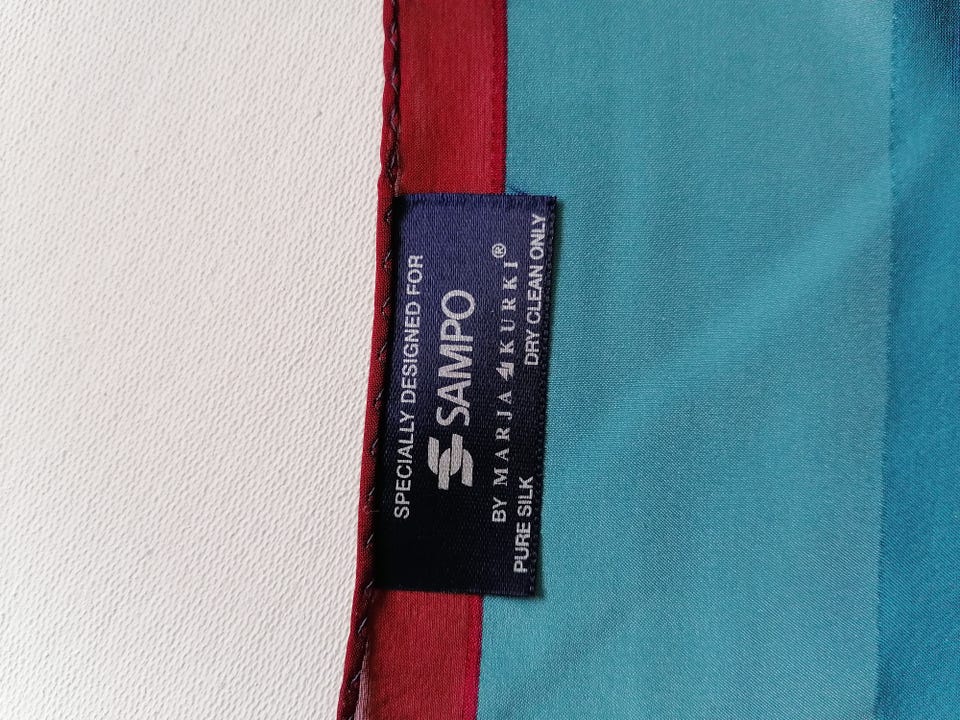 SPECIALLY DESIGNED FOR
SAMPO
BY MARJA KURKI®
PURE SILK DRY CLEAN ONLY